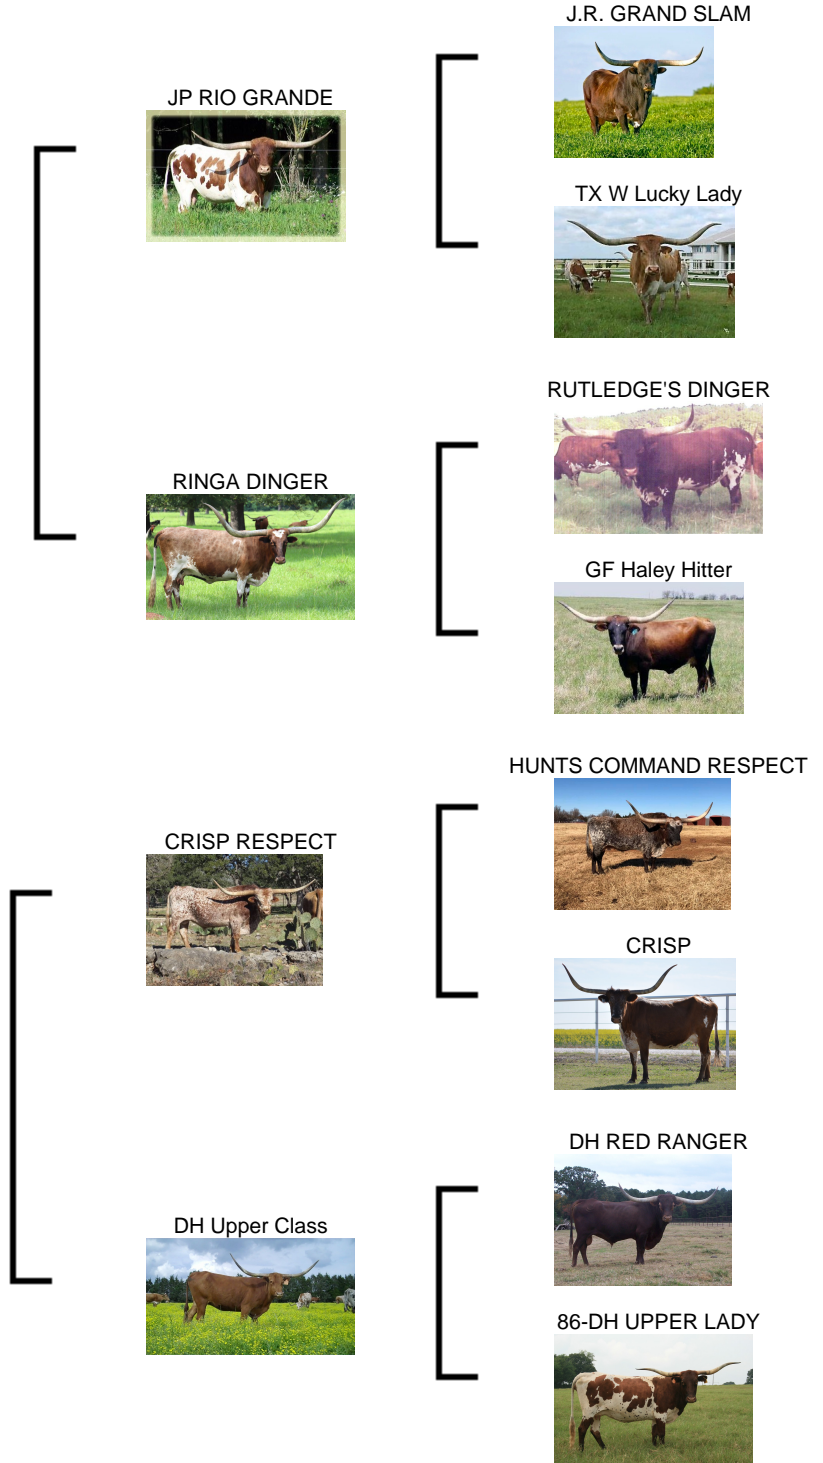 J.R. GRAND SLAM
JP RIO GRANDE
TX W Lucky Lady
RUTLEDGE'S DINGER
RINGA DINGER
GF Haley Hitter
HUNTS COMMAND RESPECT
CRISP RESPECT
CRISP
DH RED RANGER
DH Upper Class
86-DH UPPER LADY